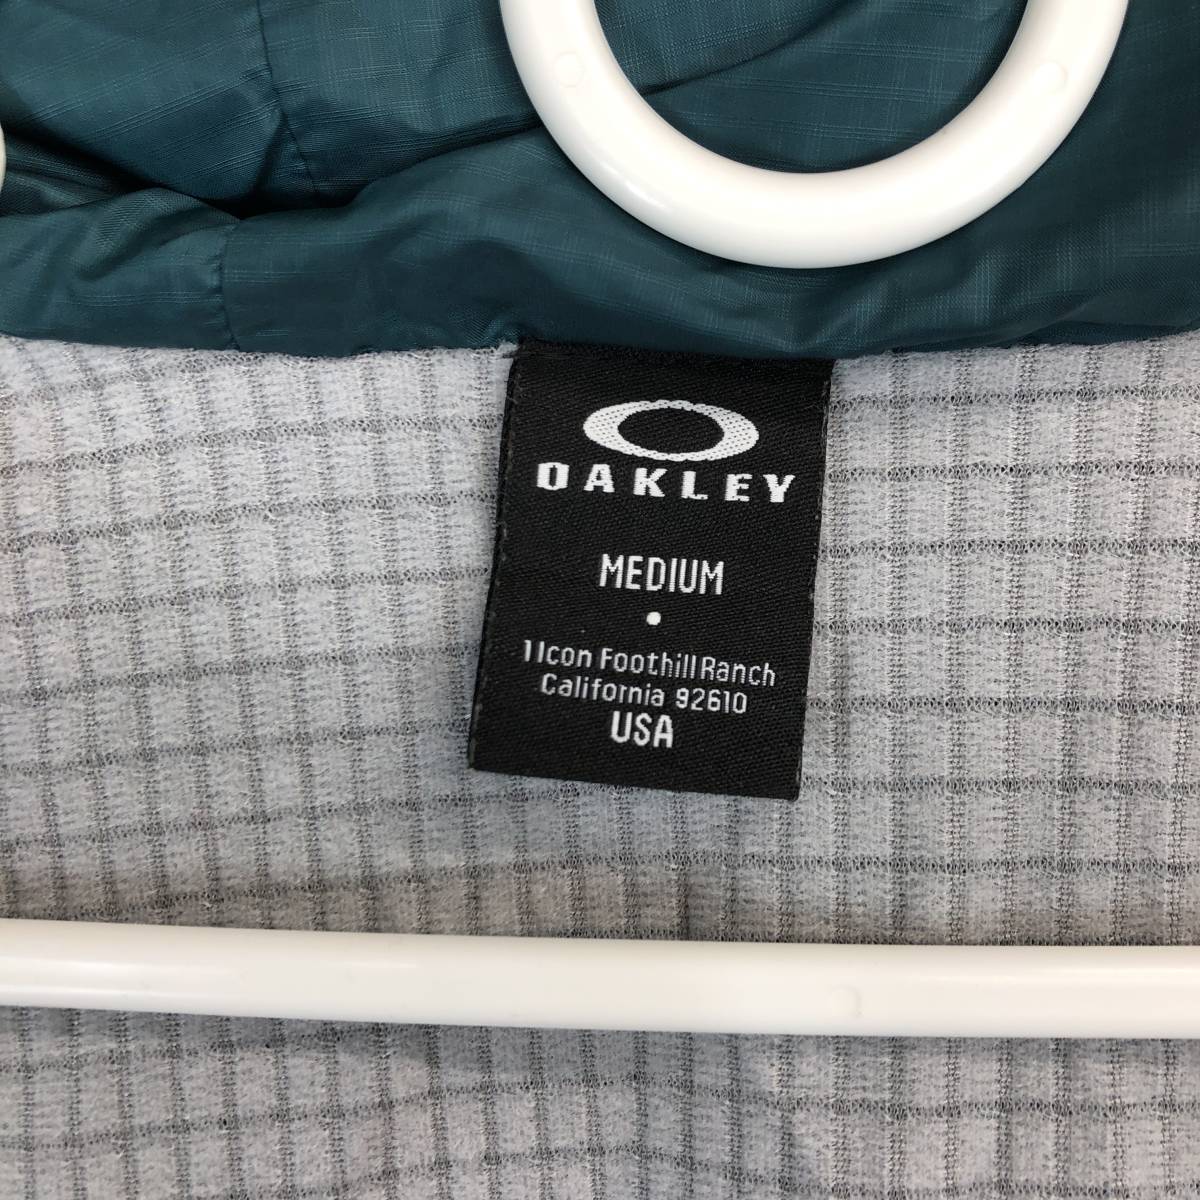 OAKLEY
MEDIUM
•
1 Icon Foothill Ranch
California 92610
USA